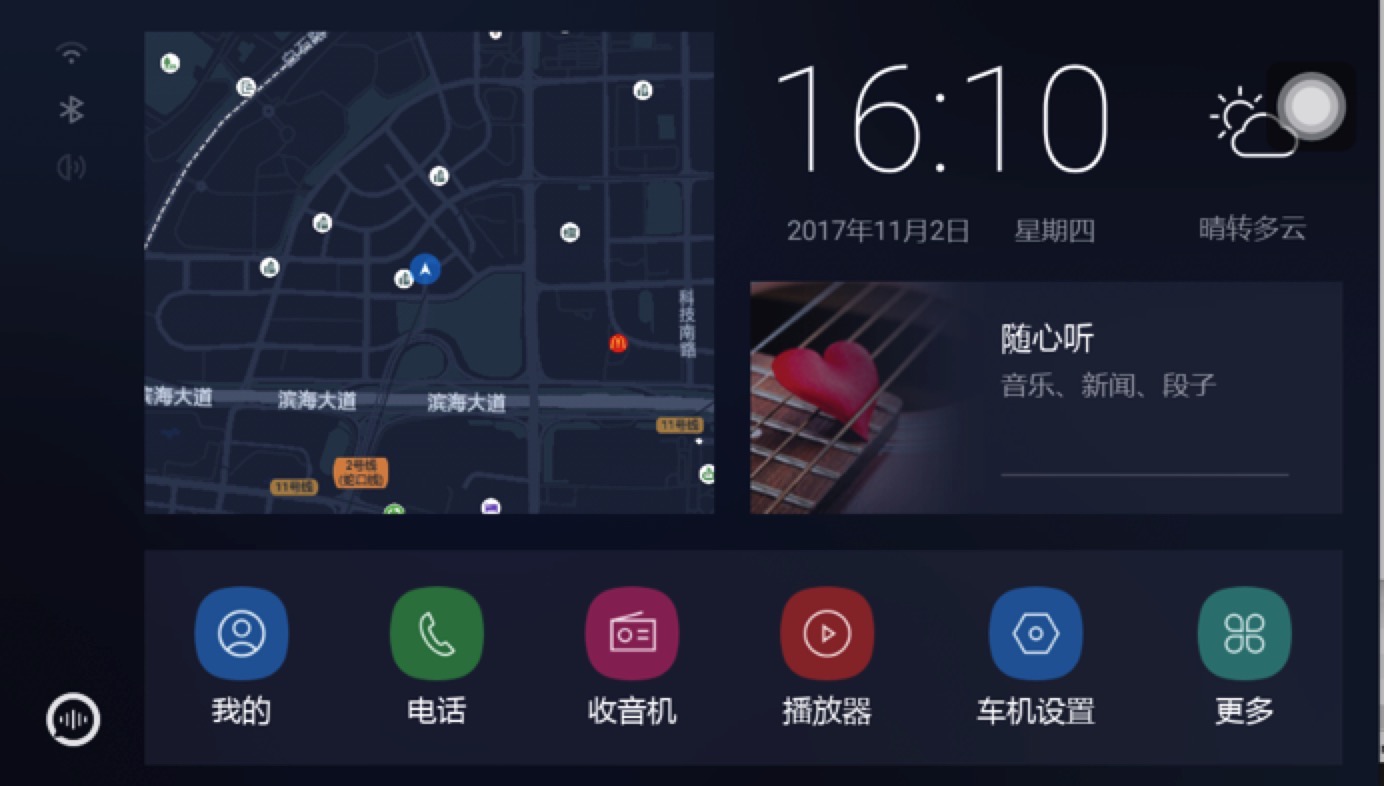 白石路
16:10
2017年11月2日 星期四
晴转多云
科技南路
随心听
音乐、新闻、段子
滨海大道
滨海大道
滨海大道
11号线
2号线
(蛇口线)
11号线
我的
电话
收音机
播放器
车机设置
更多